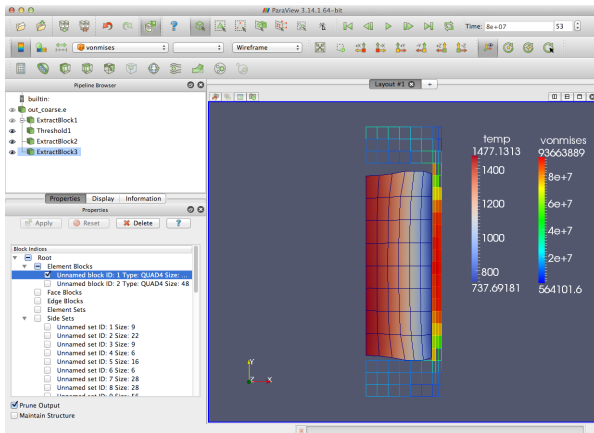 ParaView 3.14.1 64-bit
Time: 8e+07
53
vonmises
Wireframe
Pipeline Browser
builtin:
out_coarse.e
ExtractBlock1
Threshold1
ExtractBlock2
ExtractBlock3
Properties Display Information
Properties
Apply Reset Delete ?
Block Indices
Root
Element Blocks
Unnamed block ID: 1 Type: QUAD4 Size: ...
Unnamed block ID: 2 Type: QUAD4 Size: 48
Face Blocks
Edge Blocks
Element Sets
Side Sets
Unnamed set ID: 1 Size: 9
Unnamed set ID: 2 Size: 22
Unnamed set ID: 3 Size: 9
Unnamed set ID: 4 Size: 6
Unnamed set ID: 5 Size: 16
Unnamed set ID: 6 Size: 6
Unnamed set ID: 7 Size: 28
Unnamed set ID: 8 Size: 28
Prune Output
Maintain Structure
Layout #1
+
temp vonmises
1477.1313 93663889
1400 8e+7
1200 6e+7
1000 4e+7
800 2e+7
737.69181 564101.6
Y
Z X